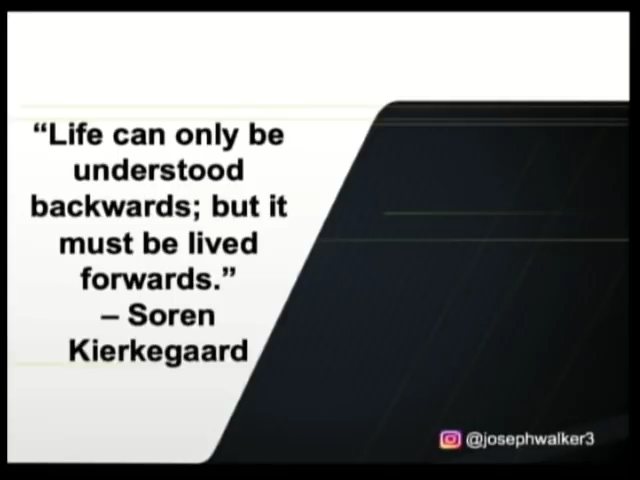 “Life can only be
understood
backwards; but it
must be lived
forwards.”
– Soren
Kierkegaard
@josephwalker3